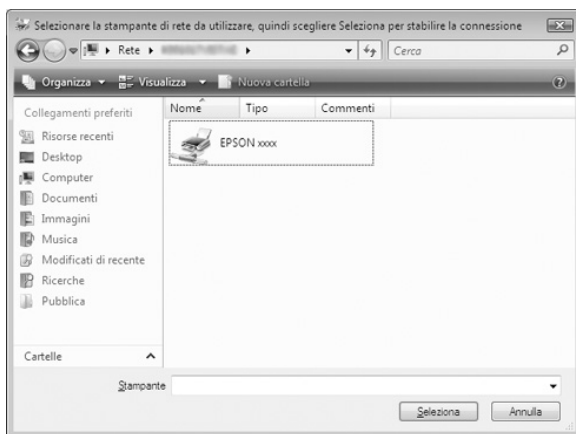 Selezionare la stampante di rete da utilizzare, quindi scegliere Seleziona per stabilire la connessione
Rete
Cerca
Organizza Visualizza Nuova cartella
Collegamenti preferiti
Nome Tipo Commenti
Risorse recenti
EPSON xxxx
Desktop
Computer
Documenti
Immagini
Musica
Modificati di recente
Ricerche
Pubblica
Cartelle
Stampante
Seleziona Annulla